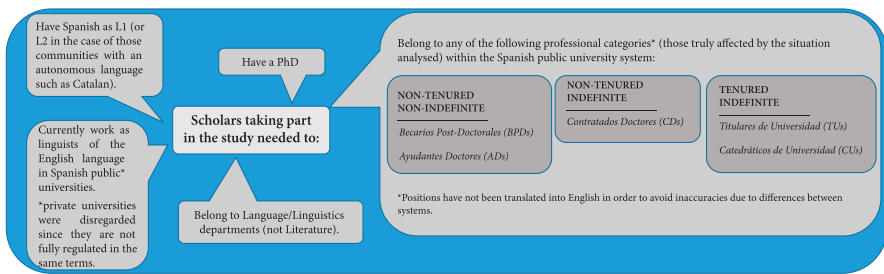 Have Spanish as L1 (or
L2 in the case of those
communities with an
autonomous language
such as Catalan).
Have a PhD
Scholars taking part
in the study needed to:
Currently work as
linguists of the
English language
in Spanish public*
universities.
*private universities
were disregarded
since they are not
fully regulated in the
same terms.
Belong to Language/Linguistics
departments (not Literature).
Belong to any of the following professional categories* (those truly affected by the situation
analysed) within the Spanish public university system:
NON-TENURED
NON-INDEFINITE
Becarios Post-Doctorales (BPDs)
Ayudantes Doctores (ADs)
NON-TENURED
INDEFINITE
Contratados Doctores (CDs)
TENURED
INDEFINITE
Titulares de Universidad (TUs)
Catedráticos de Universidad (CUs)
*Positions have not been translated into English in order to avoid inaccuracies due to differences between
systems.